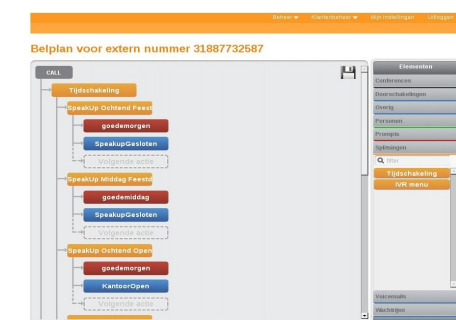 Beheer Klantenbeheer Mijn instellingen Uitloggen
Belplan voor extern nummer 31887732587
CALL
Tijdschakeling
SpeakUp Ochtend Feest
goedemorgen
SpeakupGesloten
Volgende actie
SpeakUp Middag Feestd
goedemiddag
SpeakupGesloten
Volgende actie
SpeakUp Ochtend Open
goedemorgen
KantoorOpen
Volgende actie
Elementen
Conferences
Doorschakelingen
Overig
Personen
Prompts
Splitsingen
filter
Tijdschakeling
IVR menu
Voicemails
Wachtrijen